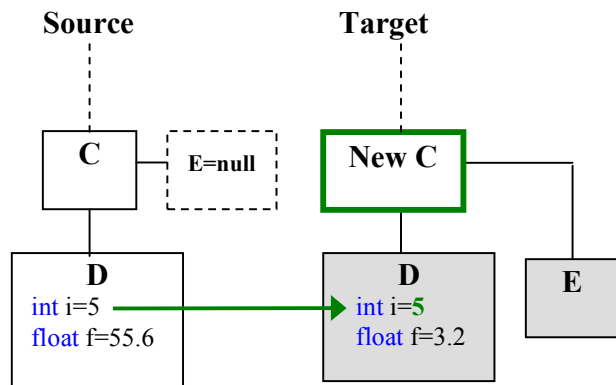 Source
Target
C
E=null
New C
D
int i=5
float f=55.6
D
int i=5
float f=3.2
E